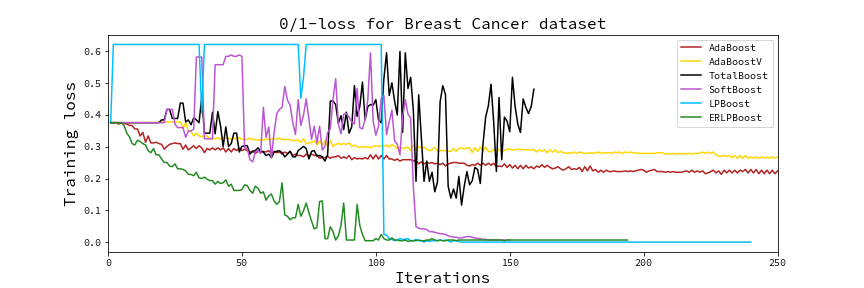 0/1-loss for Breast Cancer dataset
Training loss
0.6
0.5
0.4
0.3
0.2
0.1
0.0
AdaBoost
AdaBoostV
TotalBoost
SoftBoost
LPBoost
ERLPBoost
0 50 100 150 200 250
Iterations